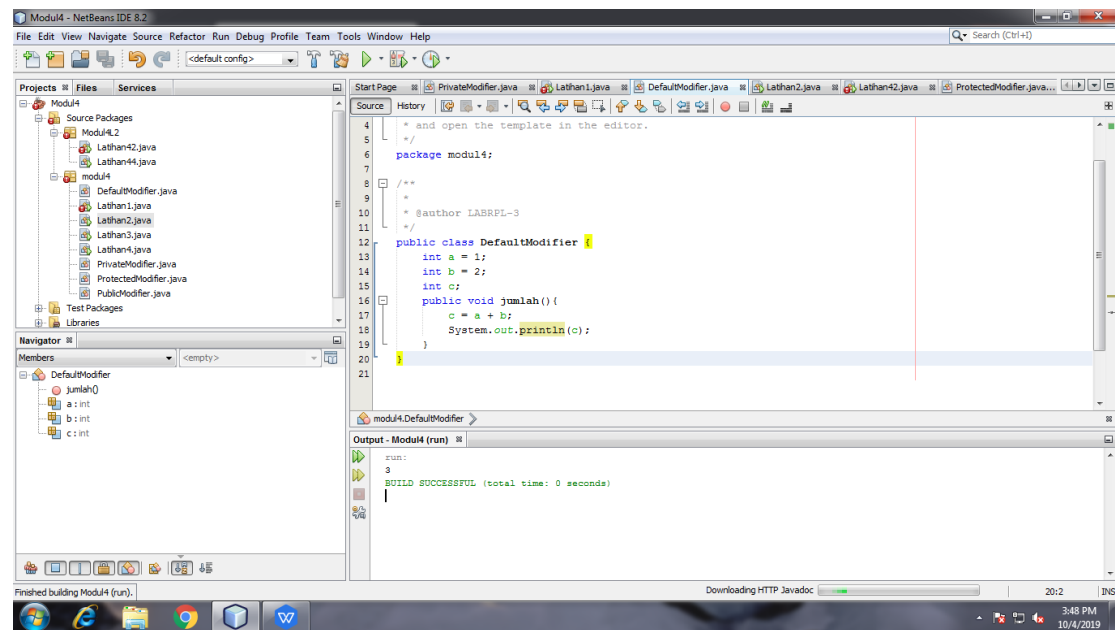 Modul4 - NetBeans IDE 8.2
File Edit View Navigate Source Refactor Run Debug Profile Team Tools Window Help
Search (Ctrl+I)
<default config>
Projects Files Services
Modul4
Source Packages
Modul4L2
Latihan42.java
Latihan44.java
modul4
DefaultModifier.java
Latihan1.java
Latihan2.java
Latihan3.java
Latihan4.java
PrivateModifier.java
ProtectedModifier.java
PublicModifier.java
Test Packages
Libraries
Navigator
Members <empty>
DefaultModifier
jumlah()
a : int
b : int
c : int
Start Page PrivateModifier.java Latihan1.java DefaultModifier.java Latihan2.java Latihan42.java ProtectedModifier.java...
Source History
4 * and open the template in the editor.
5 */
6 package modul4;
7
8 /**
9 *
10 * @author LABRPL-3
11 */
12 public class DefaultModifier {
13 int a = 1;
14 int b = 2;
15 int c;
16 public void jumlah(){
17 c = a + b;
18 System.out.println(c);
19 }
20 }
21
modul4.DefaultModifier
Output - Modul4 (run)
run:
3
BUILD SUCCESSFUL (total time: 0 seconds)
Finished building Modul4 (run).
Downloading HTTP Javadoc
20:2
INS
3:48 PM
10/4/2019